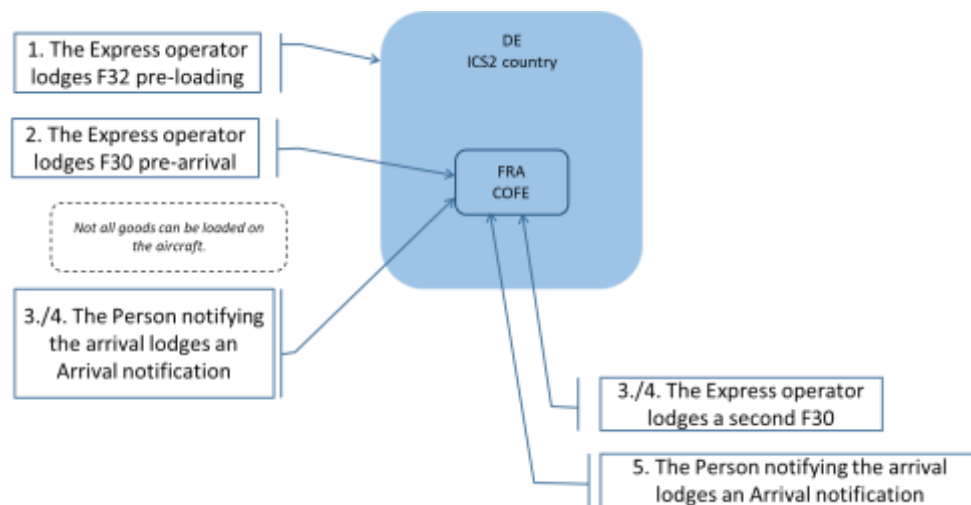 1. The Express operator
lodges F32 pre-loading
DE
ICS2 country
2. The Express operator
lodges F30 pre-arrival
FRA
COFE
Not all goods can be loaded on
the aircraft.
3./4. The Person notifying
the arrival lodges an
Arrival notification
3./4. The Express operator
lodges a second F30
5. The Person notifying the arrival
lodges an Arrival notification